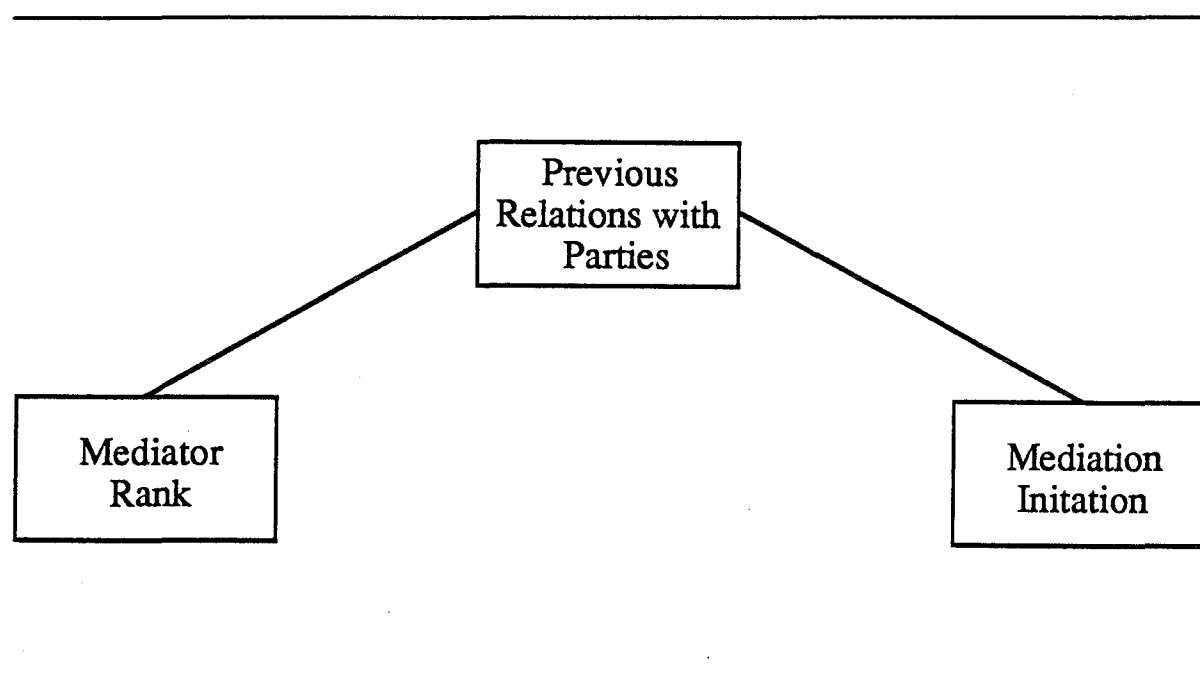 Previous
Relations with
Parties
Mediator
Rank
Mediation
Initation